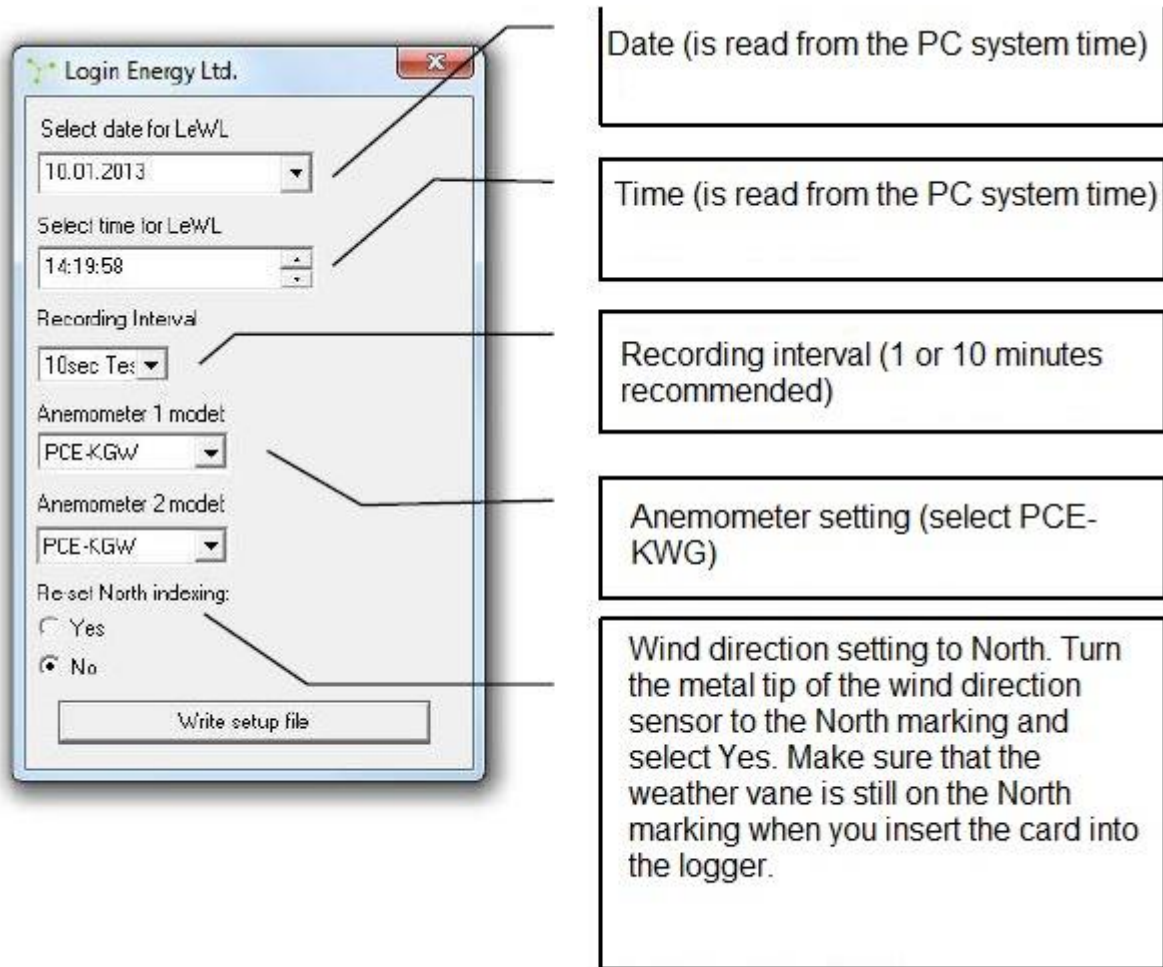 Login Energy Ltd.
Select date for LeWL
10.01.2013
Select time for LeWL
14:19:58
Recording Interval
10sec Tes
Anemometer 1 model:
PCE-KGW
Anemometer 2 model:
PCE-KGW
Re-set North indexing:
Yes
No
Write setup file
Date (is read from the PC system time)
Time (is read from the PC system time)
Recording interval (1 or 10 minutes
recommended)
Anemometer setting (select PCE-
KWG)
Wind direction setting to North. Turn
the metal tip of the wind direction
sensor to the North marking and
select Yes. Make sure that the
weather vane is still on the North
marking when you insert the card into
the logger.